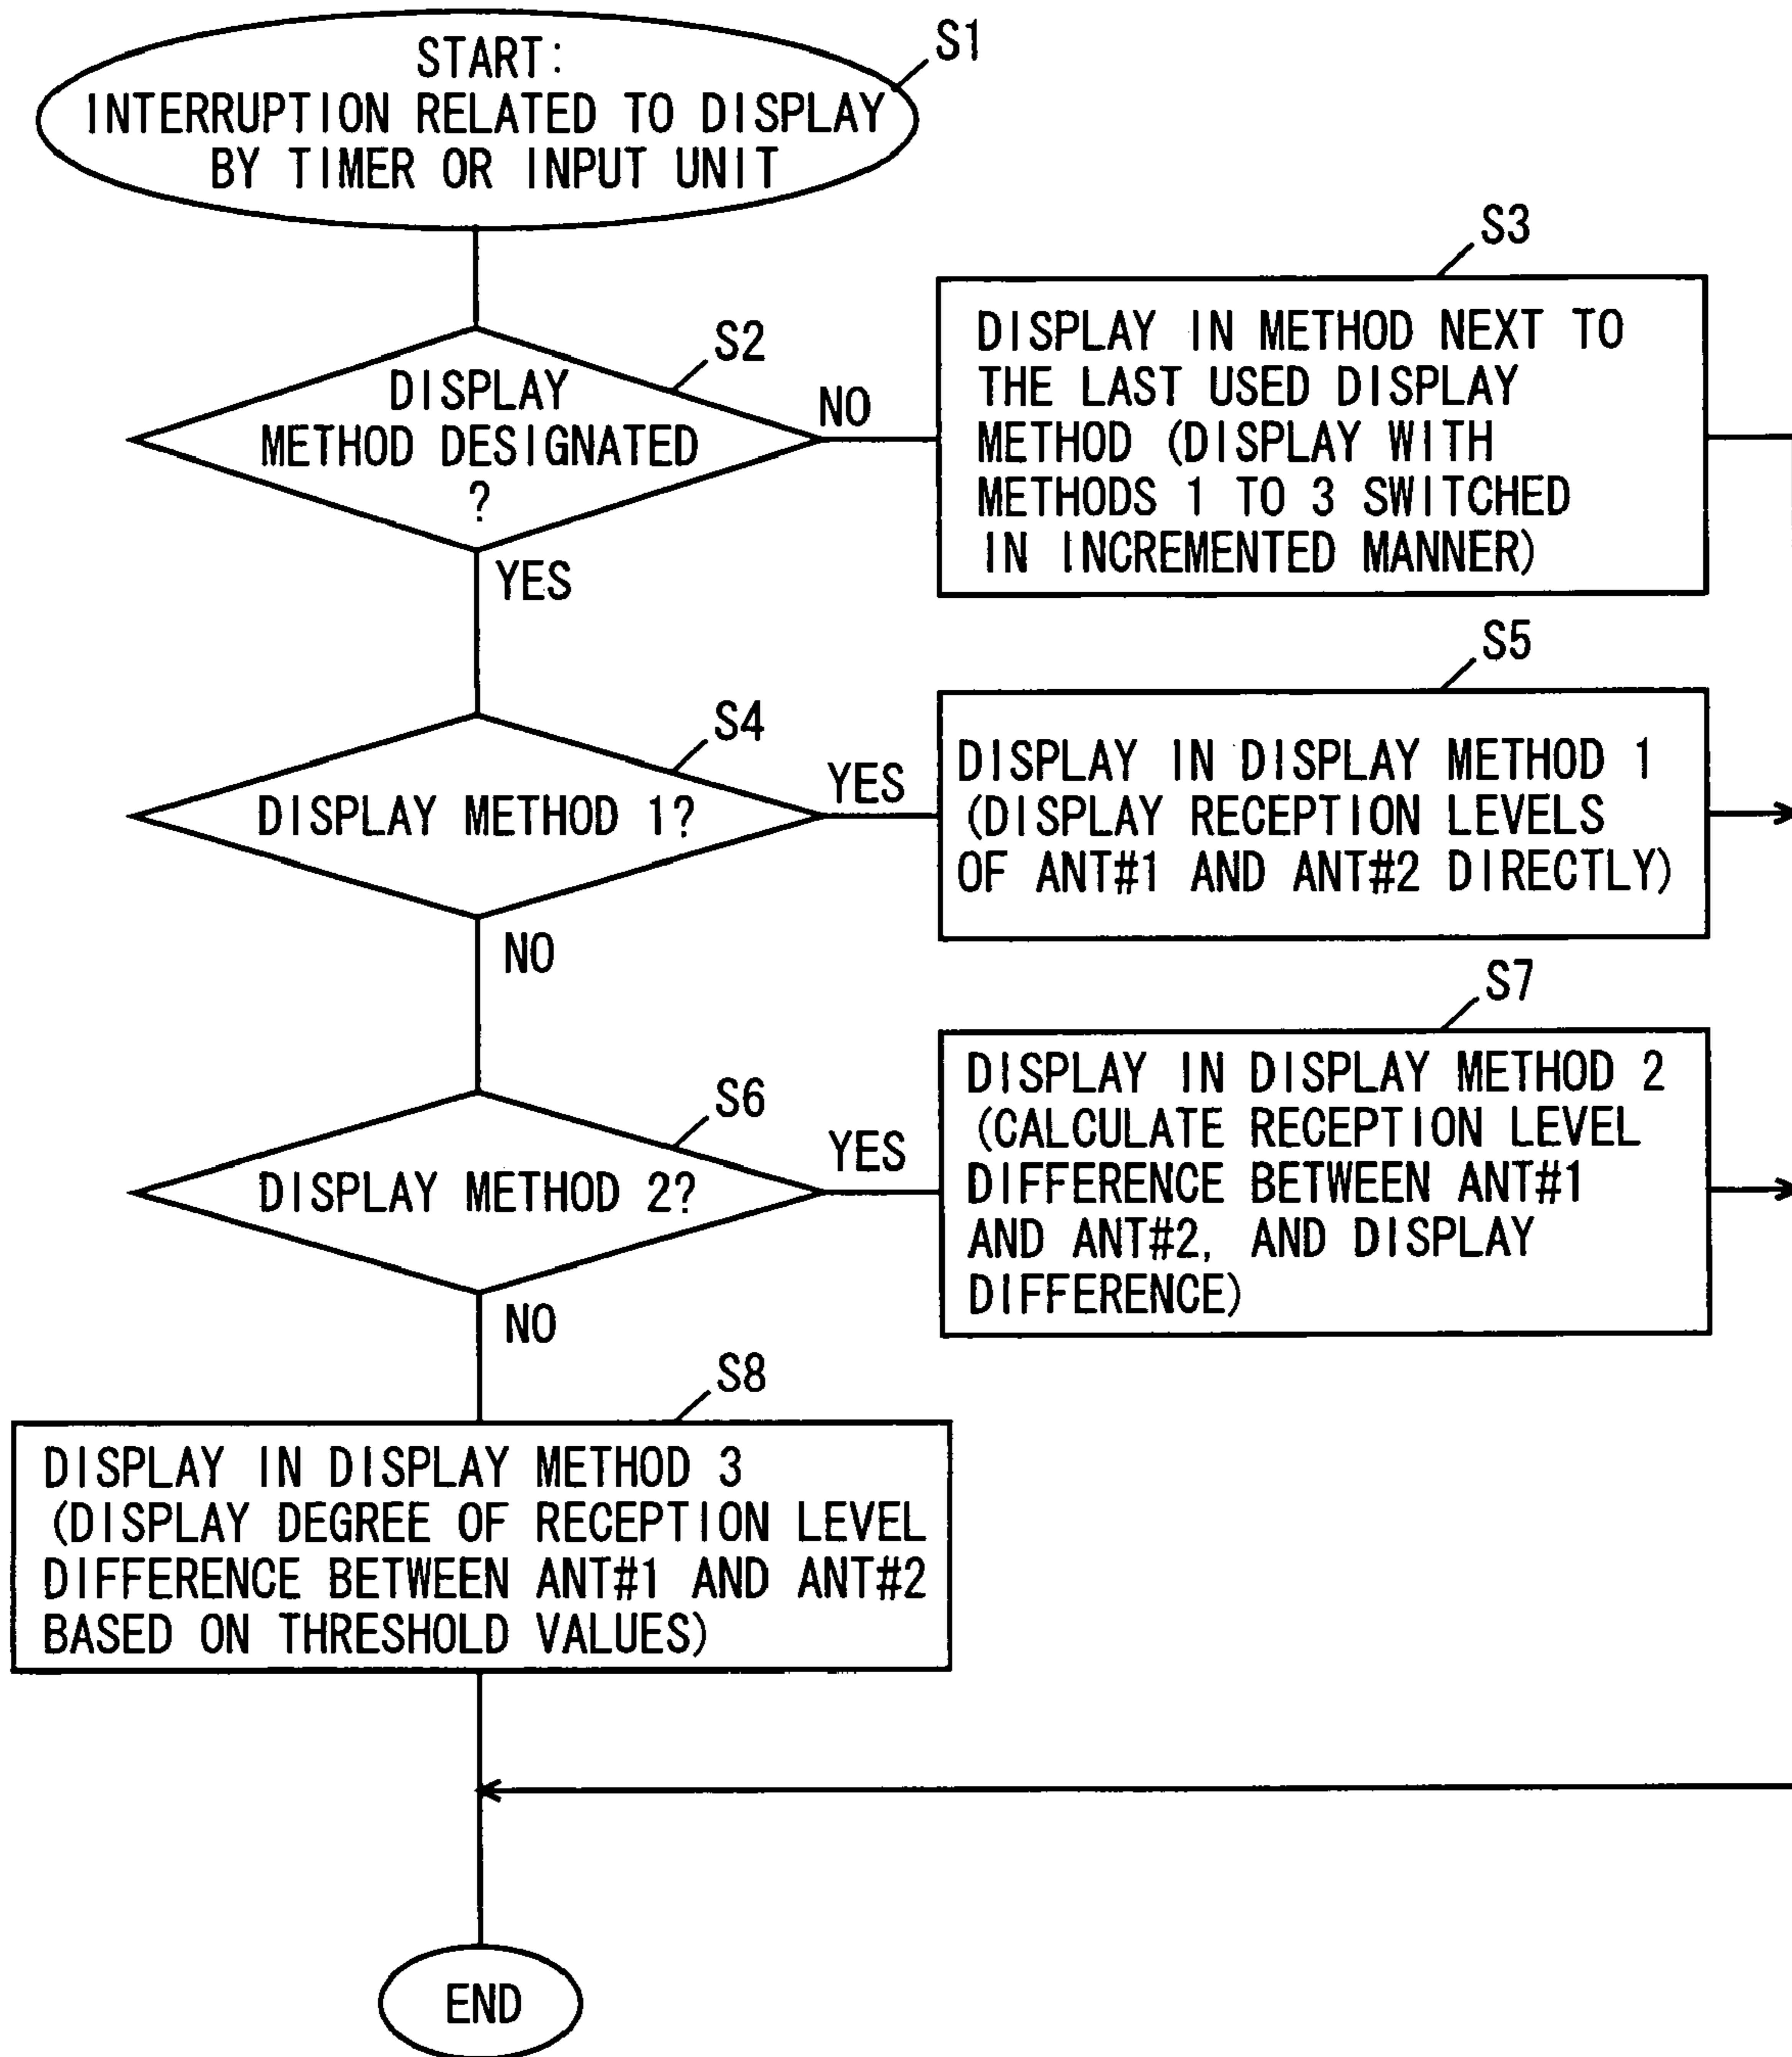 START:
INTERRUPTION RELATED TO DISPLAY
BY TIMER OR INPUT UNIT
S1
DISPLAY
METHOD DESIGNATED
?
S2
NO
YES
DISPLAY IN METHOD NEXT TO
THE LAST USED DISPLAY
METHOD (DISPLAY WITH
METHODS 1 TO 3 SWITCHED
IN INCREMENTED MANNER)
S3
DISPLAY METHOD 1?
S4
YES
NO
DISPLAY IN DISPLAY METHOD 1
(DISPLAY RECEPTION LEVELS
OF ANT#1 AND ANT#2 DIRECTLY)
S5
DISPLAY METHOD 2?
S6
YES
NO
DISPLAY IN DISPLAY METHOD 2
(CALCULATE RECEPTION LEVEL
DIFFERENCE BETWEEN ANT#1
AND ANT#2, AND DISPLAY
DIFFERENCE)
S7
S8
DISPLAY IN DISPLAY METHOD 3
(DISPLAY DEGREE OF RECEPTION LEVEL
DIFFERENCE BETWEEN ANT#1 AND ANT#2
BASED ON THRESHOLD VALUES)
END